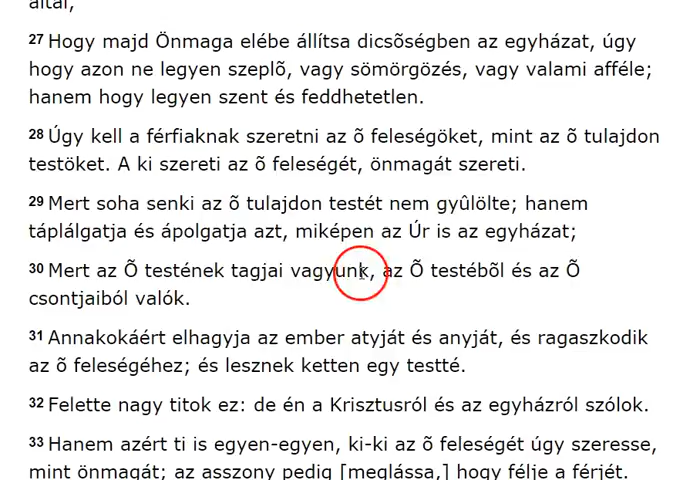 által,
27 Hogy majd Önmaga elébe állítsa dicsõségben az egyházat, úgy
hogy azon ne legyen szeplõ, vagy sömörgözés, vagy valami afféle;
hanem hogy legyen szent és feddhetetlen.
28 Úgy kell a férfiaknak szeretni az õ feleségöket, mint az õ tulajdon
testöket. A ki szereti az õ feleségét, önmagát szereti.
29 Mert soha senki az õ tulajdon testét nem gyûlölte; hanem
táplálgatja és ápolgatja azt, miképen az Úr is az egyházat;
30 Mert az Õ testének tagjai vagyunk, az Õ testébõl és az Õ
csontjaiból valók.
31 Annakokáért elhagyja az ember atyját és anyját, és ragaszkodik
az õ feleségéhez; és lesznek ketten egy testté.
32 Felette nagy titok ez: de én a Krisztusról és az egyházról szólok.
33 Hanem azért ti is egyen-egyen, ki-ki az õ feleségét úgy szeresse,
mint önmagát; az asszony pedig [meglássa,] hogy félje a férjét.